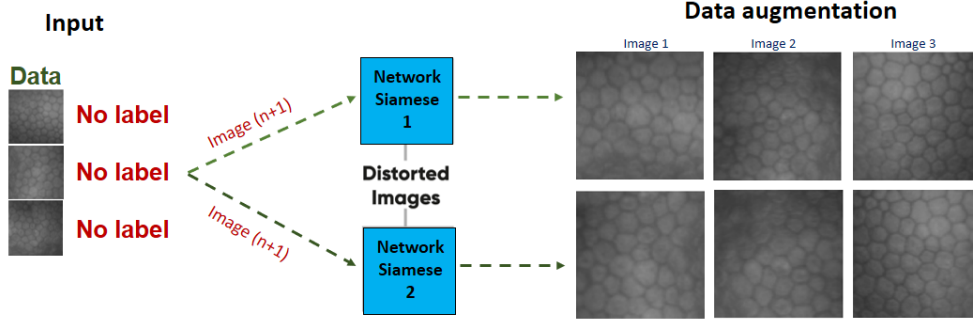 Input
Data augmentation
Image 1
Image 2
Image 3
Data
No label
No label
No label
Image (n+1)
Image (n+1)
Network
Siamese
1
Distorted
Images
Network
Siamese
2